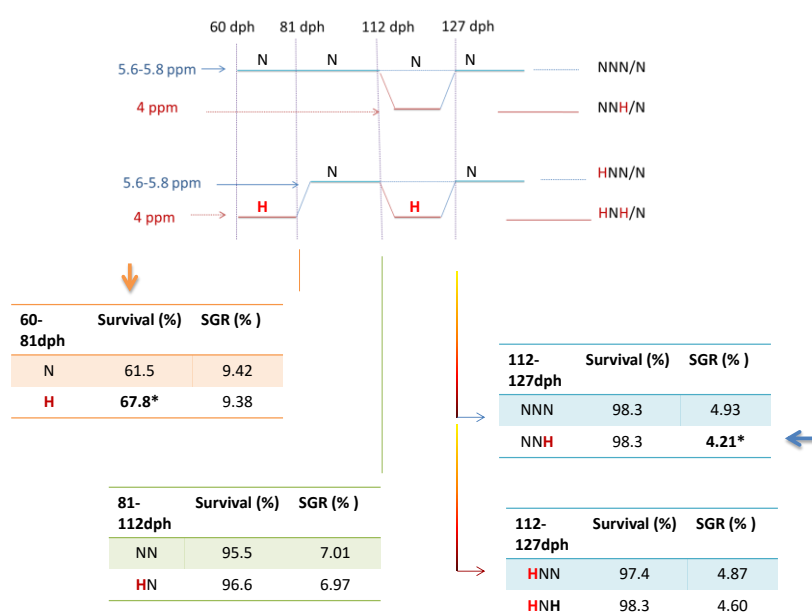 60 dph 81 dph 112 dph 127 dph
N N N N
5.6-5.8 ppm NNN/N
4 ppm NNH/N
N N
5.6-5.8 ppm HNN/N
4 ppm H H HNH/N
60-81dph Survival (%) SGR (% )
N 61.5 9.42
H 67.8* 9.38
112-127dph Survival (%) SGR (% )
NNN 98.3 4.93
NNH 98.3 4.21*
81-112dph Survival (%) SGR (% )
NN 95.5 7.01
HN 96.6 6.97
112-127dph Survival (%) SGR (% )
HNN 97.4 4.87
HNH 98.3 4.60